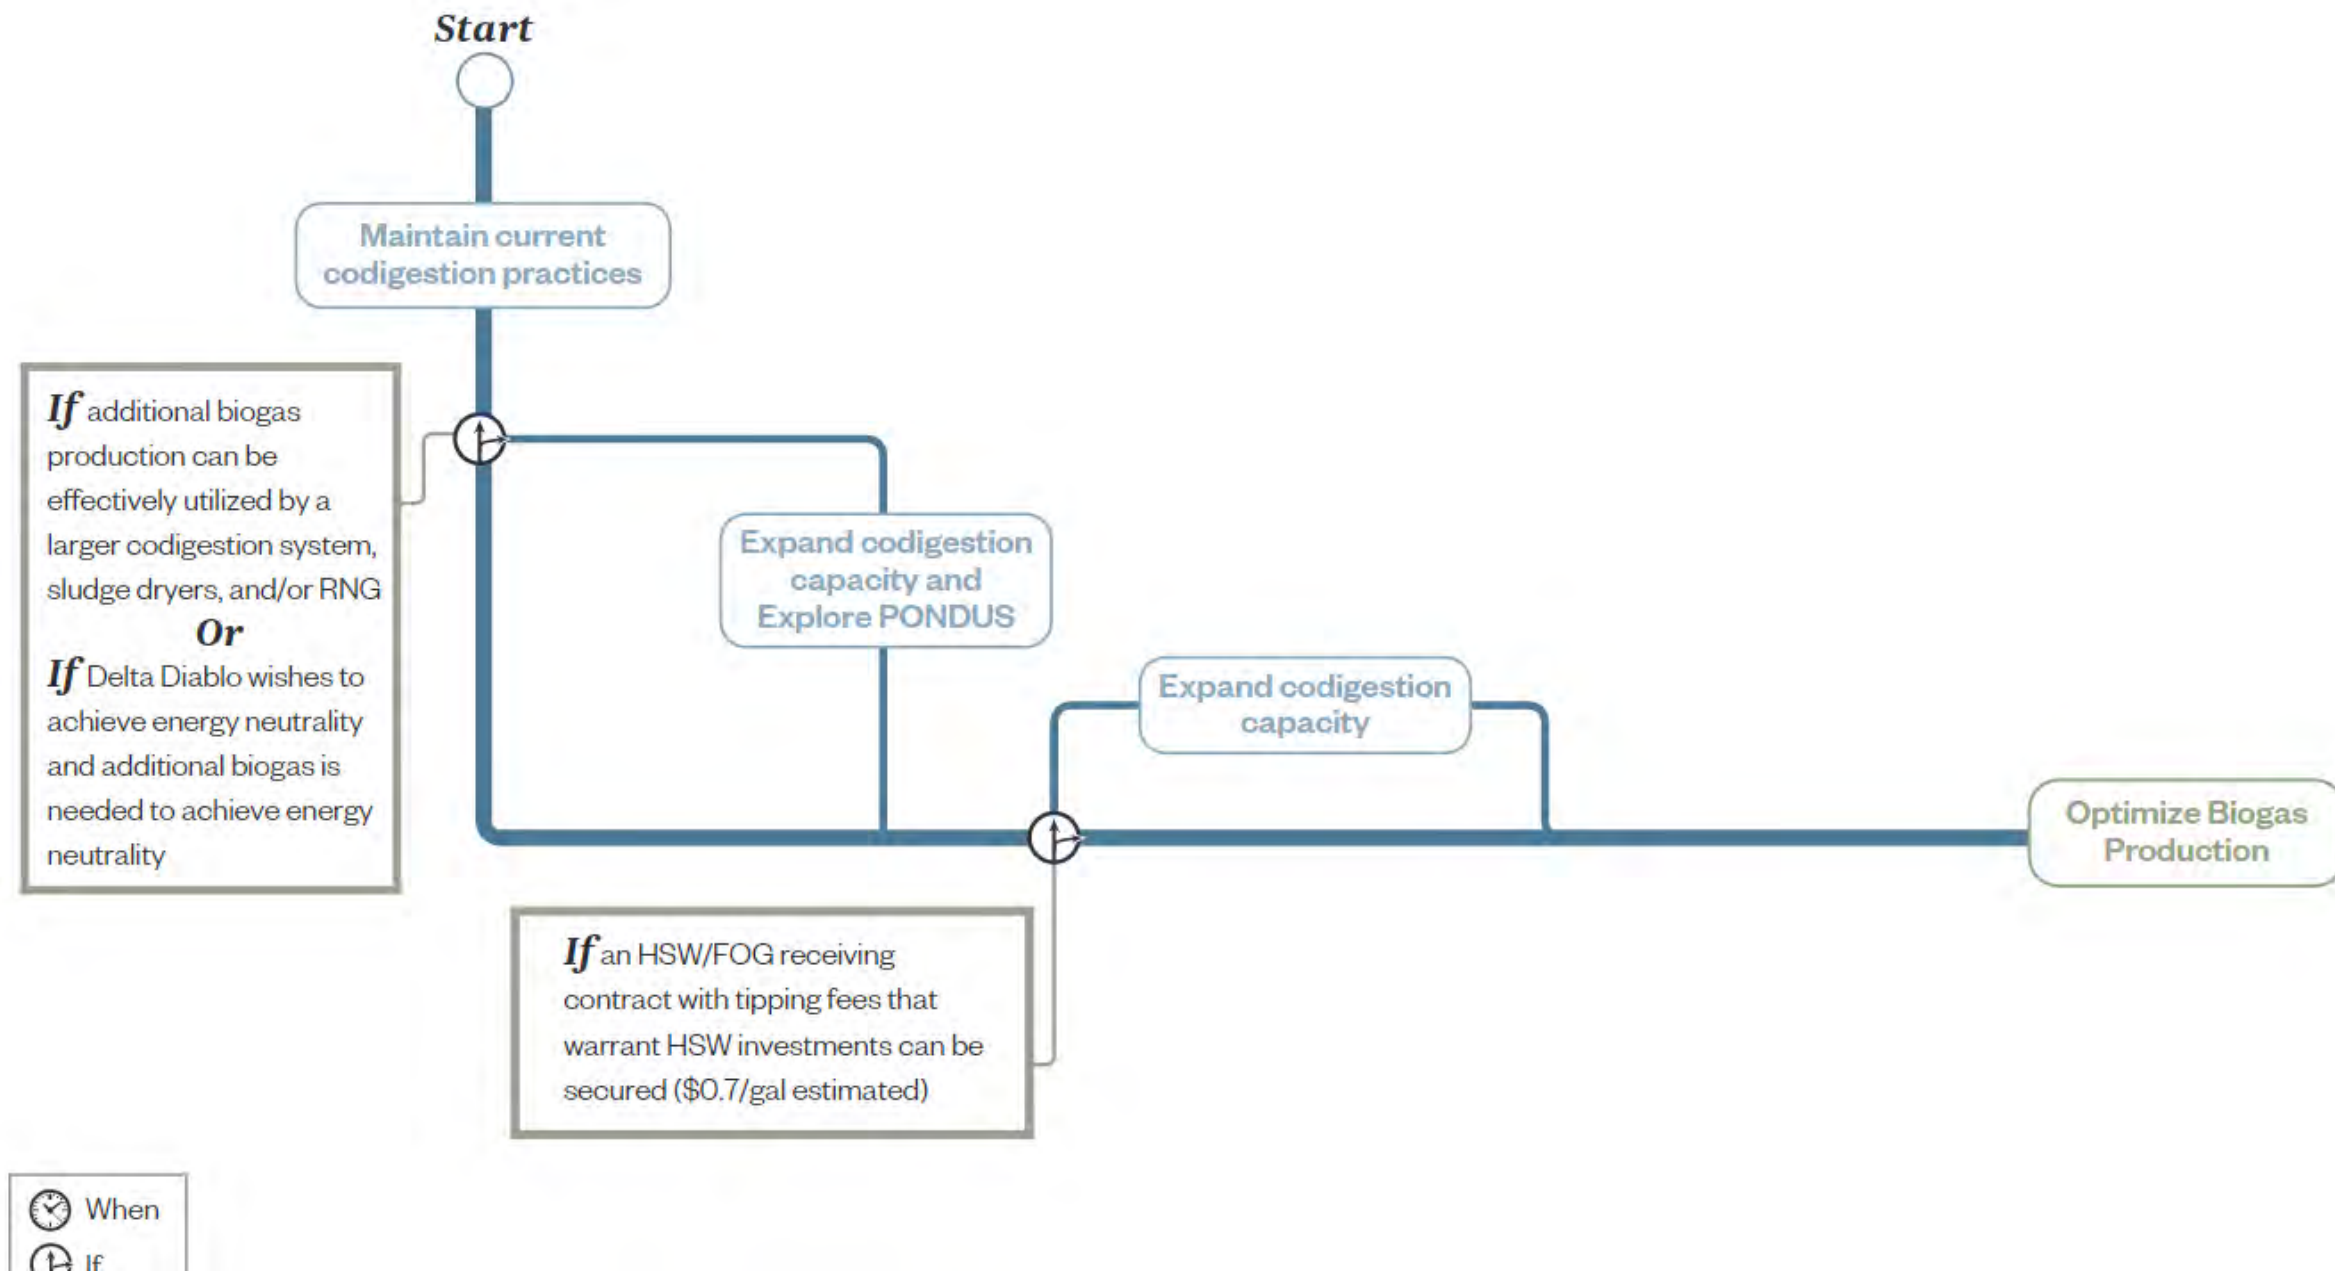 Start
Maintain current
codigestion practices
If additional biogas
production can be
effectively utilized by a
larger codigestion system,
sludge dryers, and/or RNG
Or
If Delta Diablo wishes to
achieve energy neutrality
and additional biogas is
needed to achieve energy
neutrality
Expand codigestion
capacity and
Explore PONDUS
Expand codigestion
capacity
Optimize Biogas
Production
If an HSW/FOG receiving
contract with tipping fees that
warrant HSW investments can be
secured ($0.7/gal estimated)
When
If